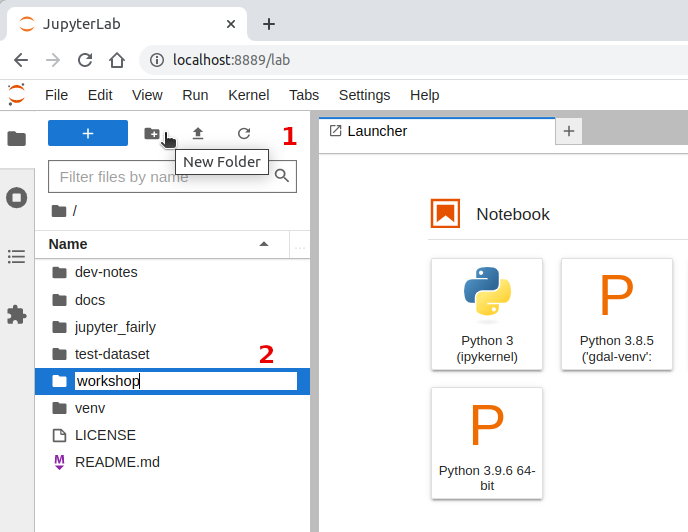 JupyterLab
localhost:8889/lab
File Edit View Run Kernel Tabs Settings Help
1
New Folder
Launcher
Filter files by name
/
Name
...
dev-notes
docs
jupyter_fairly
test-dataset
2
workshop
venv
LICENSE
M README.md
Notebook
Python 3
(ipykernel)
P
Python 3.8.5
('gdal-venv':
P
Python 3.9.6 64-
bit